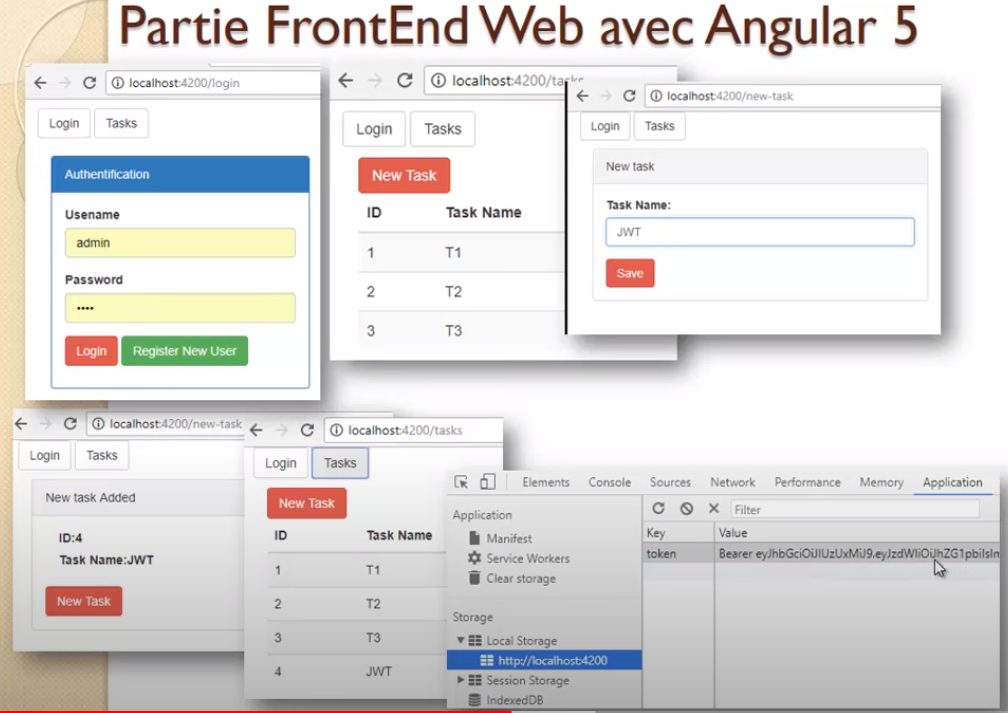 Partie FrontEnd Web avec Angular 5
localhost:4200/login
Login Tasks
Authentification
Usename
admin
Password
Login Register New User
localhost:4200/tasks
Login Tasks
New Task
ID Task Name
1 T1
2 T2
3 T3
localhost:4200/new-task
Login Tasks
New task
Task Name:
JWT
Save
localhost:4200/new-task
Login Tasks
New task Added
ID:4
Task Name:JWT
New Task
localhost:4200/tasks
Login Tasks
New Task
ID Task Name
1 T1
2 T2
3 T3
4 JWT
Elements Console Sources Network Performance Memory Application
Application
Manifest
Service Workers
Clear storage
Storage
Local Storage
http://localhost:4200
Session Storage
IndexedDB
Filter
Key Value
token Bearer